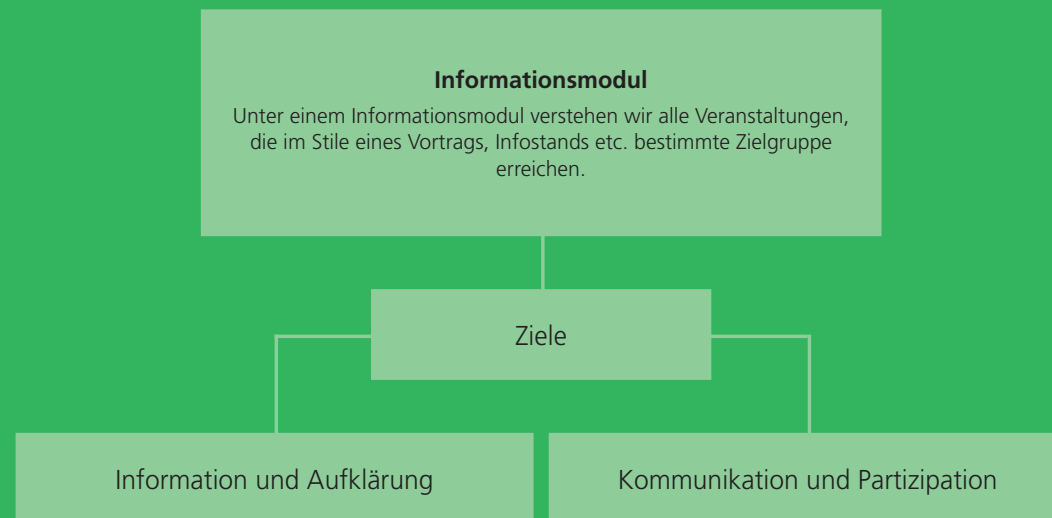 Informationsmodul
Unter einem Informationsmodul verstehen wir alle Veranstaltungen,
die im Stile eines Vortrags, Infostands etc. bestimmte Zielgruppe
erreichen.
Ziele
Information und Aufklärung
Kommunikation und Partizipation